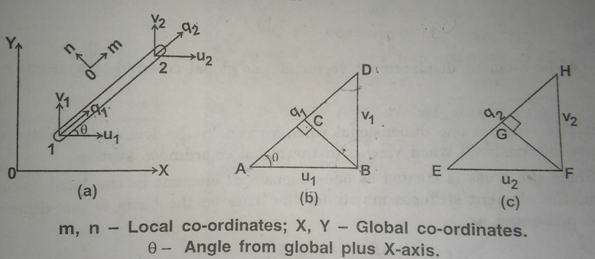 Y
n
m
0
v2
q2
u2
2
v1
q1
θ
u1
1
0
X
(a)
D
q1
C
v1
A
θ
B
u1
(b)
H
q2
G
v2
E
F
u2
(c)
m, n – Local co-ordinates; X, Y – Global co-ordinates.
θ – Angle from global plus X-axis.